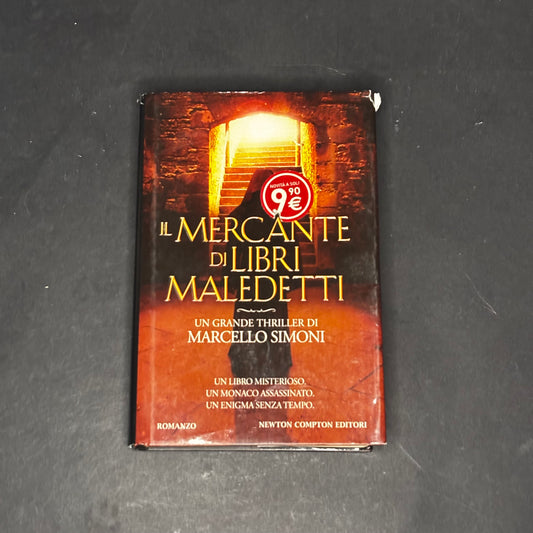 NOVITÀ A SOLI
9,90
€
IL MERCANTE
DI LIBRI
MALEDETTI
UN GRANDE THRILLER DI
MARCELLO SIMONI
UN LIBRO MISTERIOSO.
UN MONACO ASSASSINATO.
UN ENIGMA SENZA TEMPO.
ROMANZO NEWTON COMPTON EDITORI